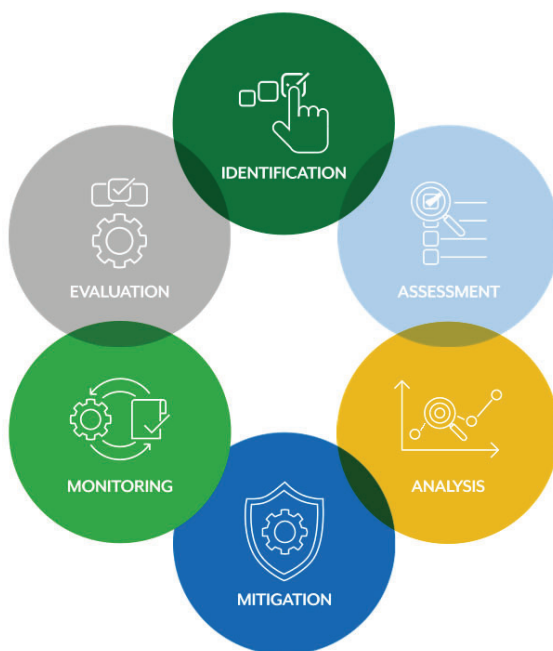 IDENTIFICATION
ASSESSMENT
ANALYSIS
MITIGATION
MONITORING
EVALUATION